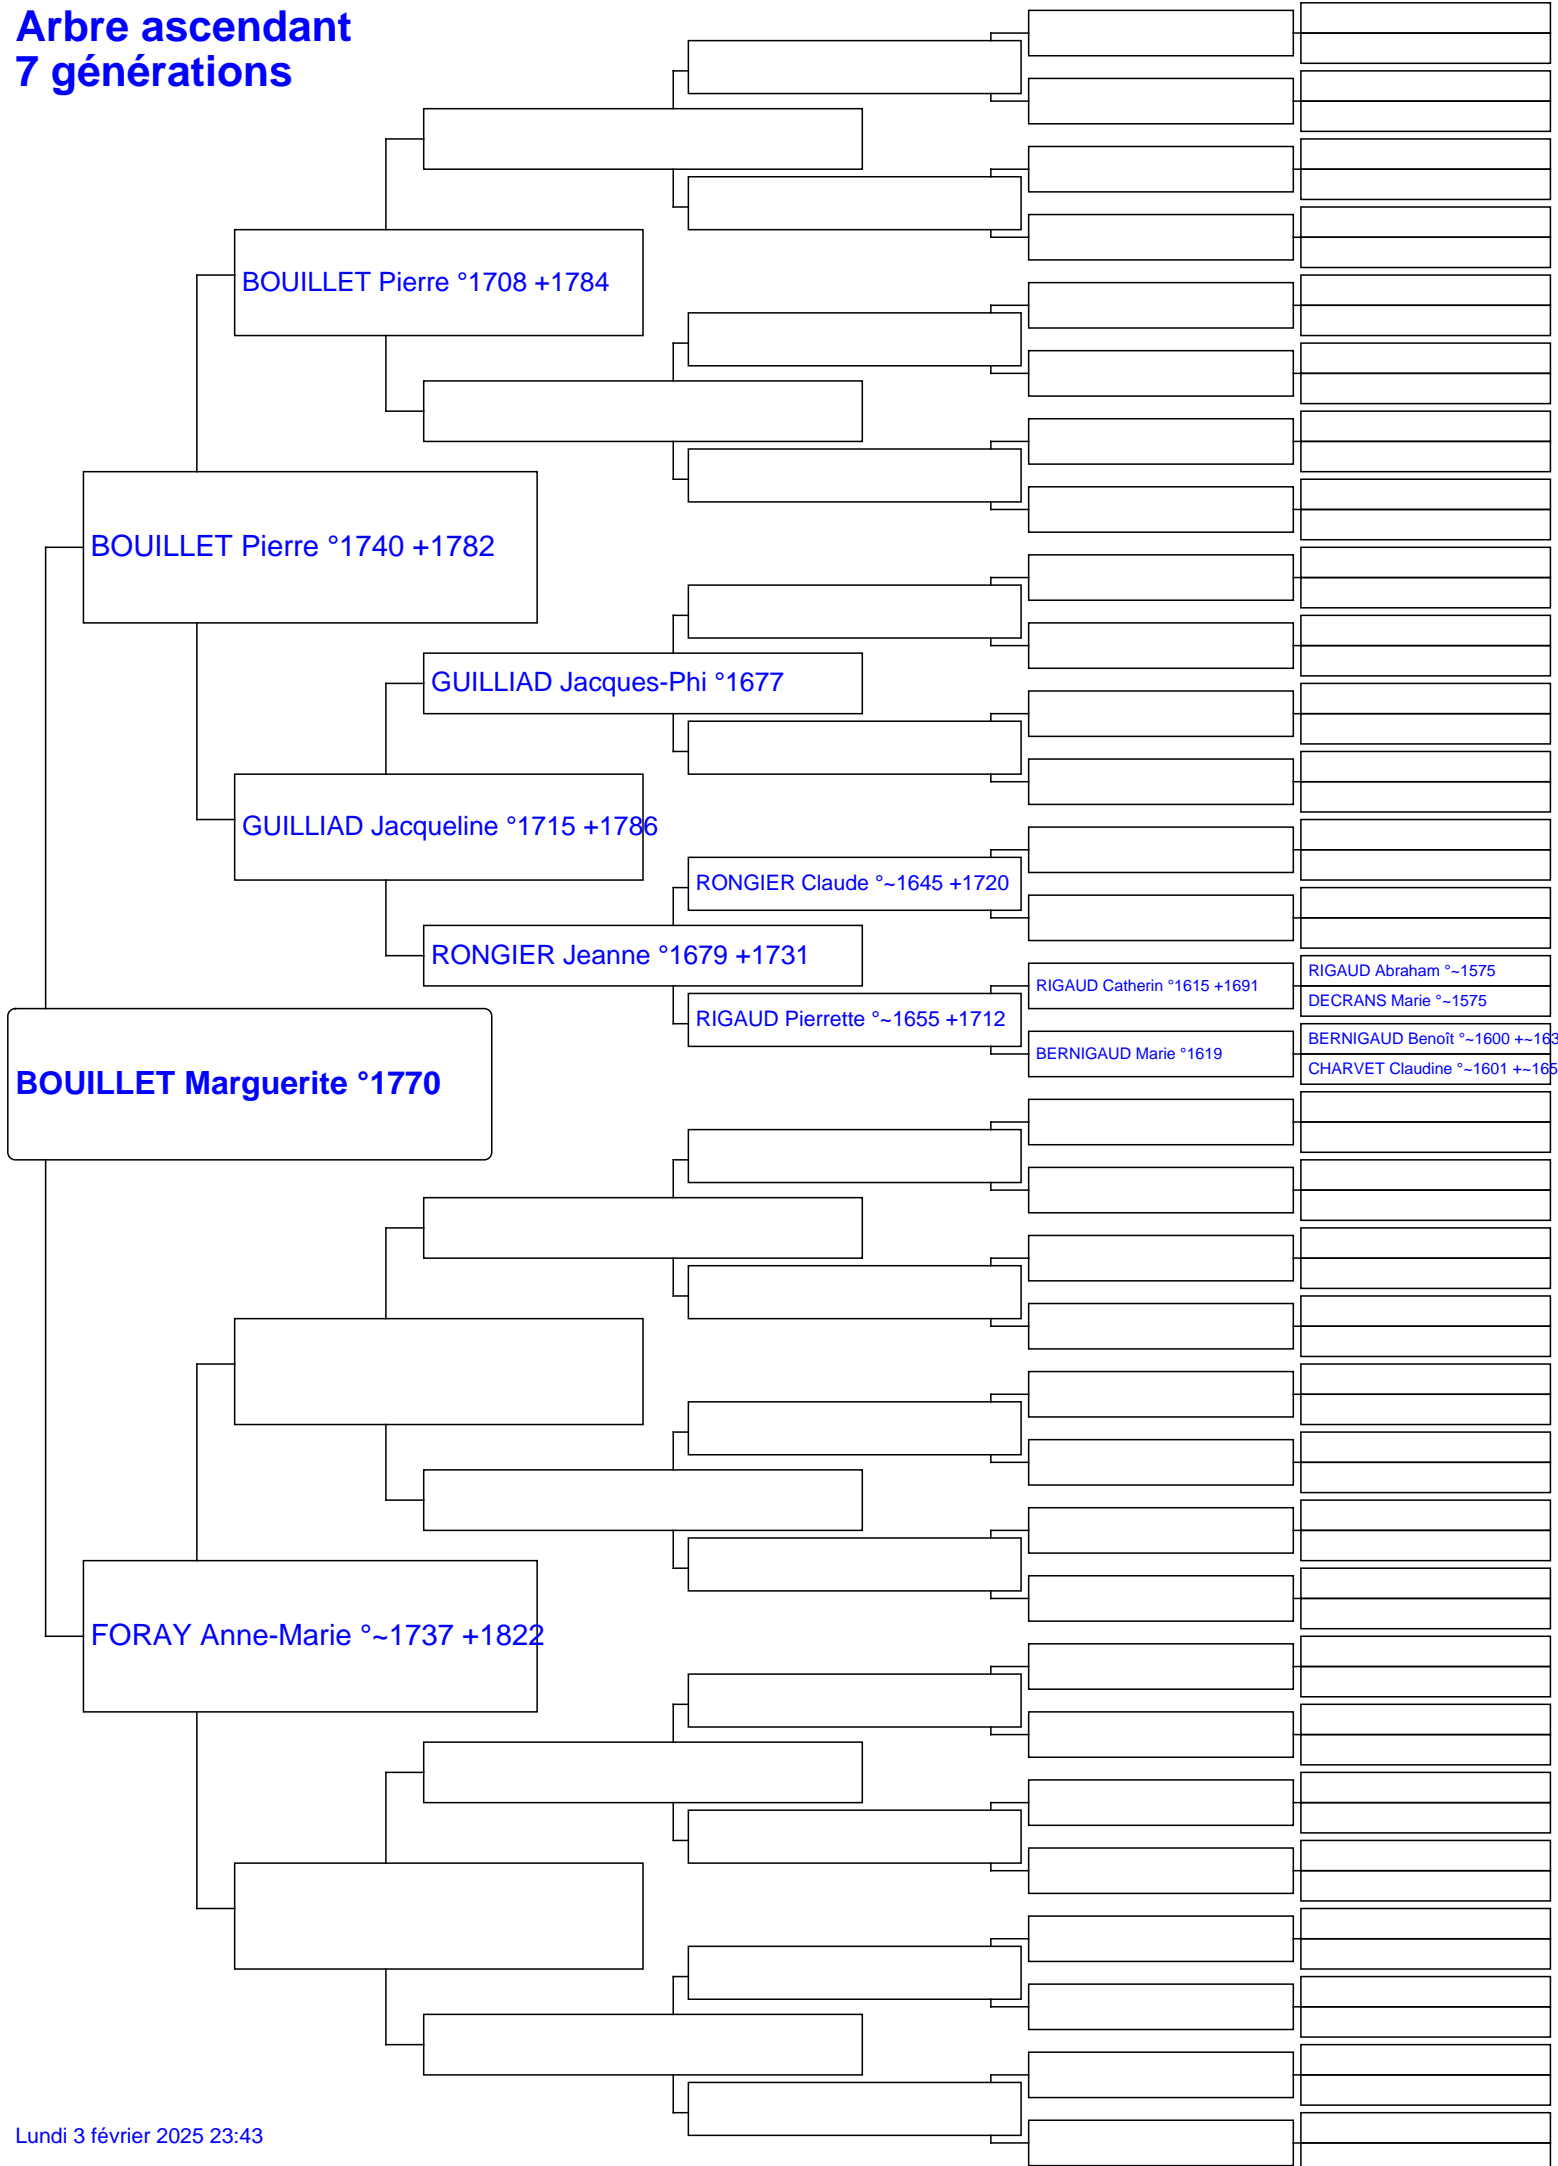 Arbre ascendant
7 générations
BOUILLET Pierre °1708 +1784
BOUILLET Pierre °1740 +1782
GUILLIAD Jacques-Phi °1677
GUILLIAD Jacqueline °1715 +1786
RONGIER Claude °~1645 +1720
RONGIER Jeanne °1679 +1731
RIGAUD Abraham °~1575
RIGAUD Catherin °1615 +1691
DECRANS Marie °~1575
RIGAUD Pierrette °~1655 +1712
BERNIGAUD Benoît °~1600 +~163
BERNIGAUD Marie °1619
CHARVET Claudine °~1601 +~165
BOUILLET Marguerite °1770
FORAY Anne-Marie °~1737 +1822
Lundi 3 février 2025 23:43